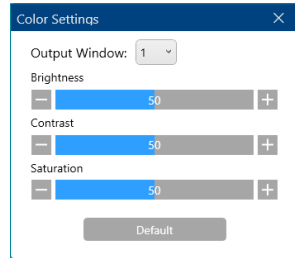 Color Settings
Output Window: 1
Brightness
50
Contrast
50
Saturation
50
Default